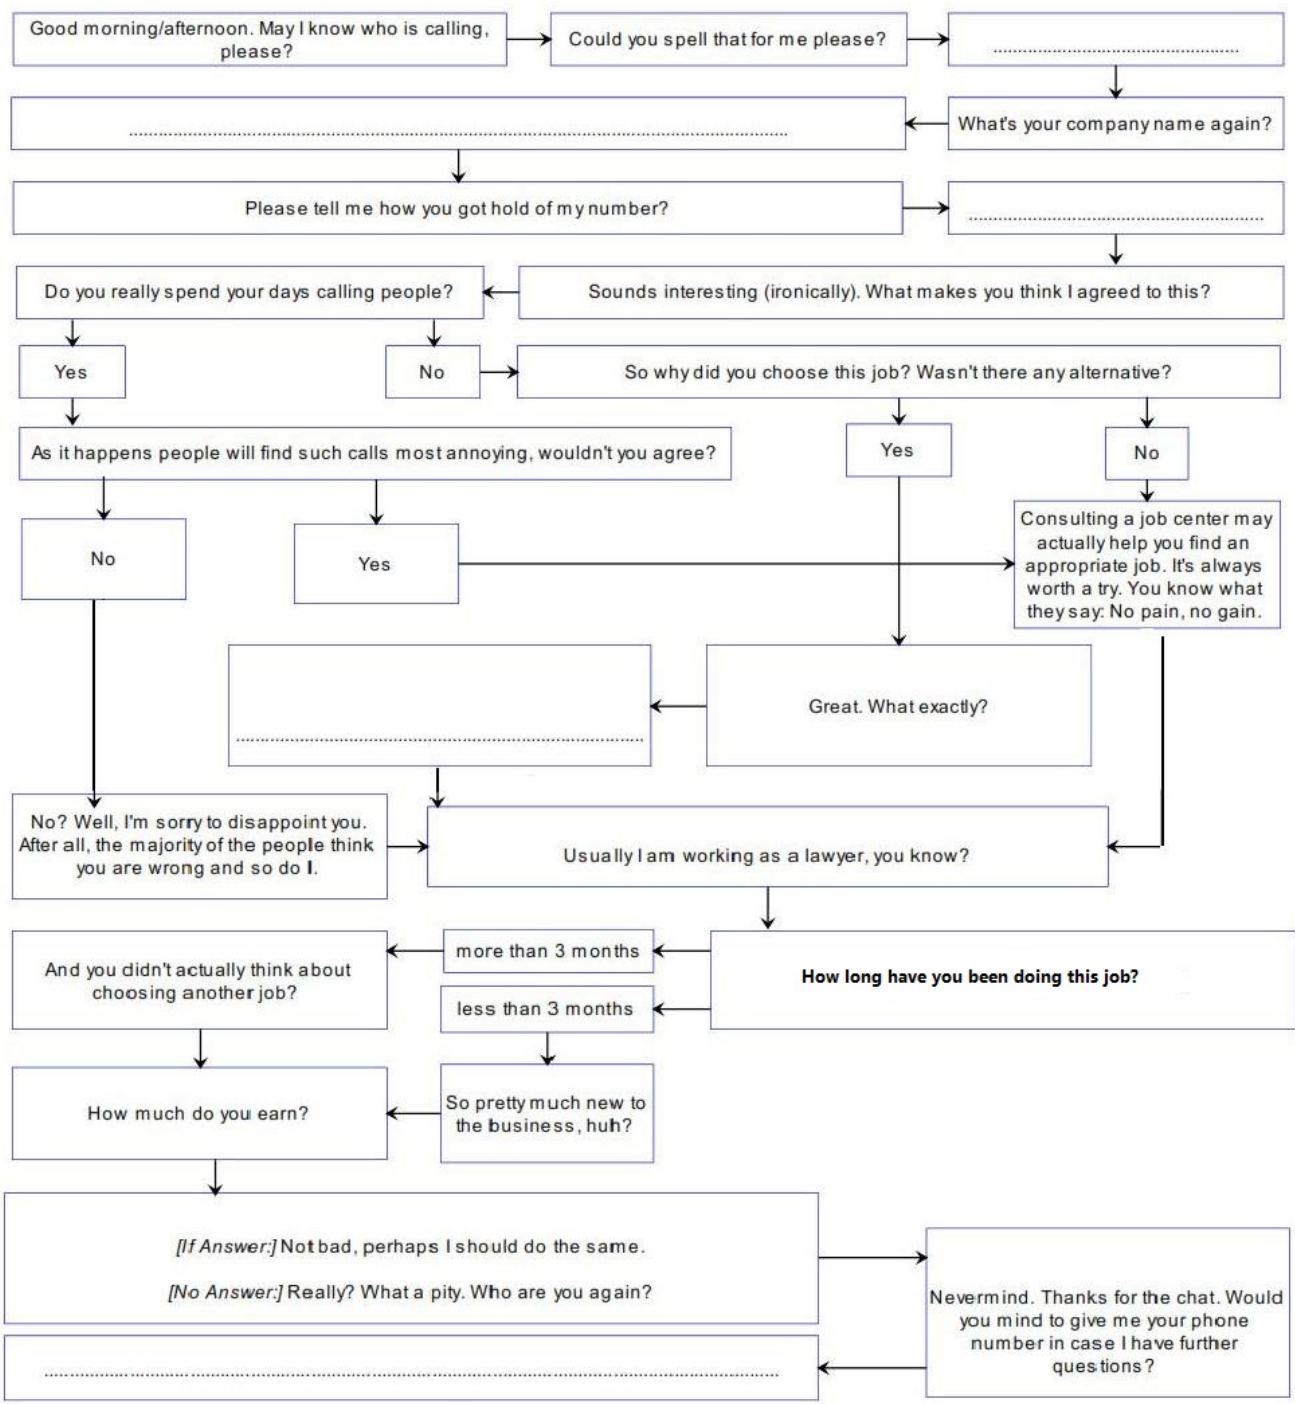 Good morning/afternoon. May I know who is calling,
please?
Could you spell that for me please?
What's your company name again?
Please tell me how you got hold of my number?
Sounds interesting (ironically). What makes you think I agreed to this?
Do you really spend your days calling people?
Yes
No
So why did you choose this job? Wasn't there any alternative?
As it happens people will find such calls most annoying, wouldn't you agree?
Yes
No
No
Yes
Consulting a job center may
actually help you find an
appropriate job. It's always
worth a try. You know what
they say: No pain, no gain.
Great. What exactly?
No? Well, I'm sorry to disappoint you.
After all, the majority of the people think
you are wrong and so do I.
Usually I am working as a lawyer, you know?
How long have you been doing this job?
more than 3 months
less than 3 months
And you didn't actually think about
choosing another job?
So pretty much new to
the business, huh?
How much do you earn?
[If Answer:] Not bad, perhaps I should do the same.
[No Answer:] Really? What a pity. Who are you again?
Nevermind. Thanks for the chat. Would
you mind to give me your phone
number in case I have further
questions?